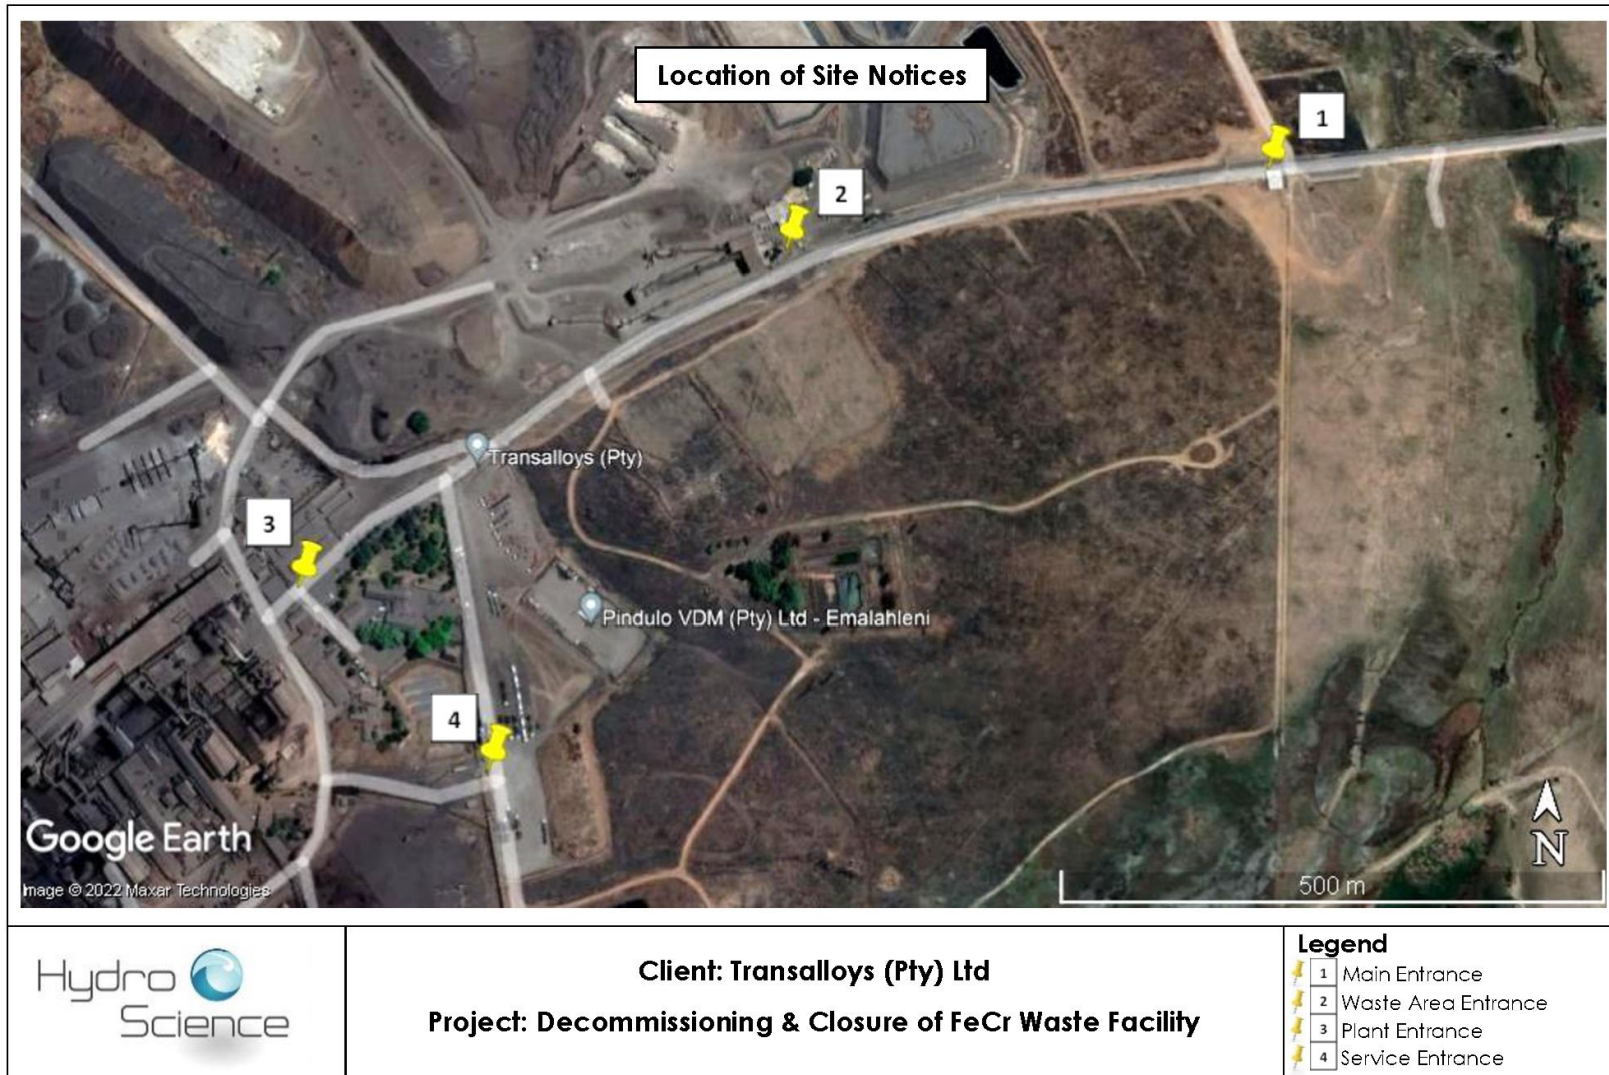 Location of Site Notices
1
2
Transalloys (Pty)
3
Pindulo VDM (Pty) Ltd - Emalahleni
4
Google Earth
N
Image © 2022 Maxar Technologies
500 m
Hydro
Science
Client: Transalloys (Pty) Ltd
Project: Decommissioning & Closure of FeCr Waste Facility
Legend
1 Main Entrance
2 Waste Area Entrance
3 Plant Entrance
4 Service Entrance